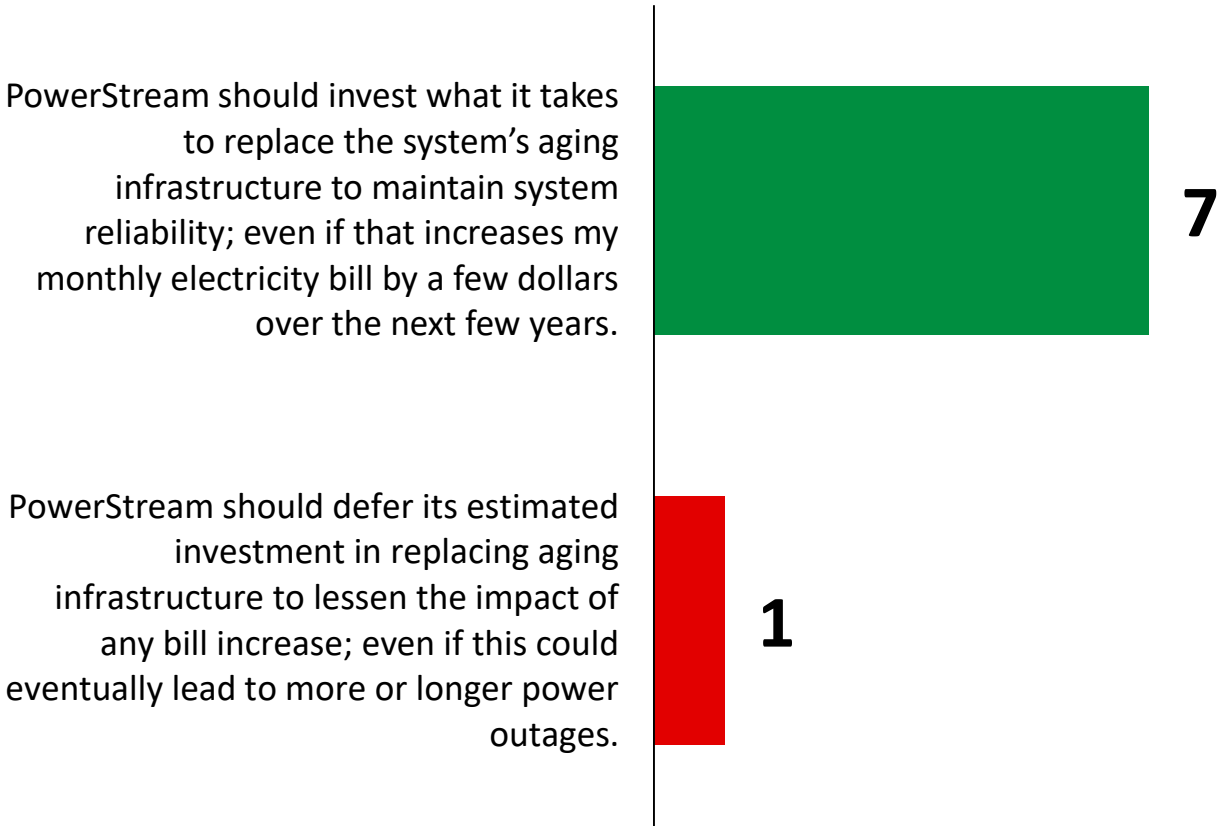 PowerStream should invest what it takes
to replace the system’s aging
infrastructure to maintain system
reliability; even if that increases my
monthly electricity bill by a few dollars
over the next few years.
7
PowerStream should defer its estimated
investment in replacing aging
infrastructure to lessen the impact of
any bill increase; even if this could
eventually lead to more or longer power
outages.
1